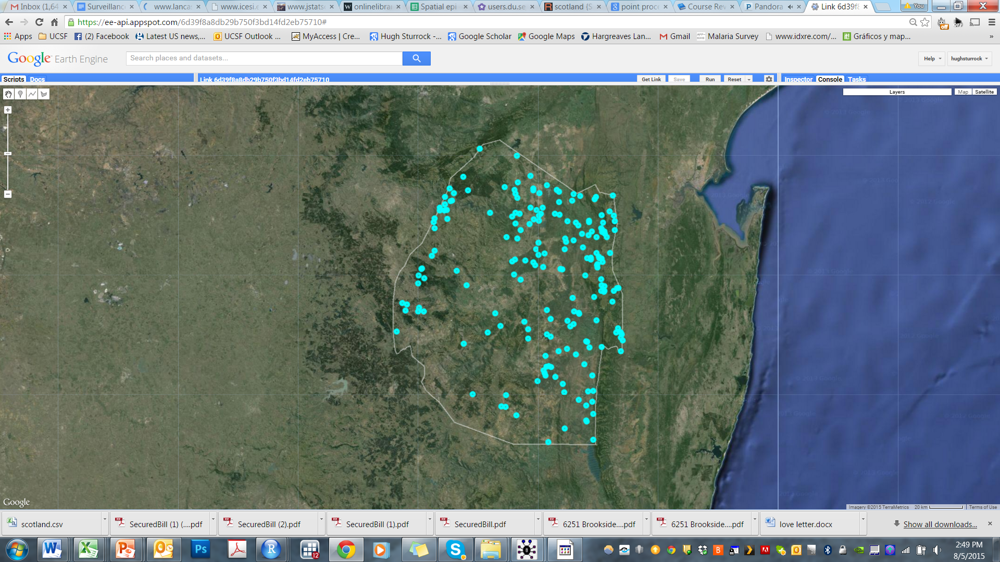 Inbox (1,64
Surveillanc
www.lanca
www.icesi.e
www.jstats
onlinelibra
Spatial epi
users.du.se
scotland {S
point proc
Course Rev
Pandora
Link 6d39f8
You
https://ee-api.appspot.com/6d39f8a8db29b750f3bd14fd2eb75710#
off
OFF
Apps
UCSF
(2) Facebook
Latest US news,...
UCSF Outlook ...
MyAccess | Cre...
Hugh Sturrock -...
Google Scholar
Google Maps
Hargreaves Lan...
Gmail
Malaria Survey
www.idxre.com/...
Gráficos y map...
»
Google Earth Engine
Search places and datasets...
Help
hughsturrock
Scripts Docs
Link 6d39f8a8db29b750f3bd14fd2eb75710
Get Link
Save
Run
Reset
Inspector Console Tasks
Layers
Map Satellite
Google
Imagery ©2015 TerraMetrics
20 km
Terms of Use
scotland.csv
SecuredBill (1) (....pdf
SecuredBill (2).pdf
SecuredBill (1).pdf
SecuredBill.pdf
6251 Brookside....pdf
6251 Brookside....pdf
love letter.docx
Show all downloads...
12
2:49 PM
8/5/2015